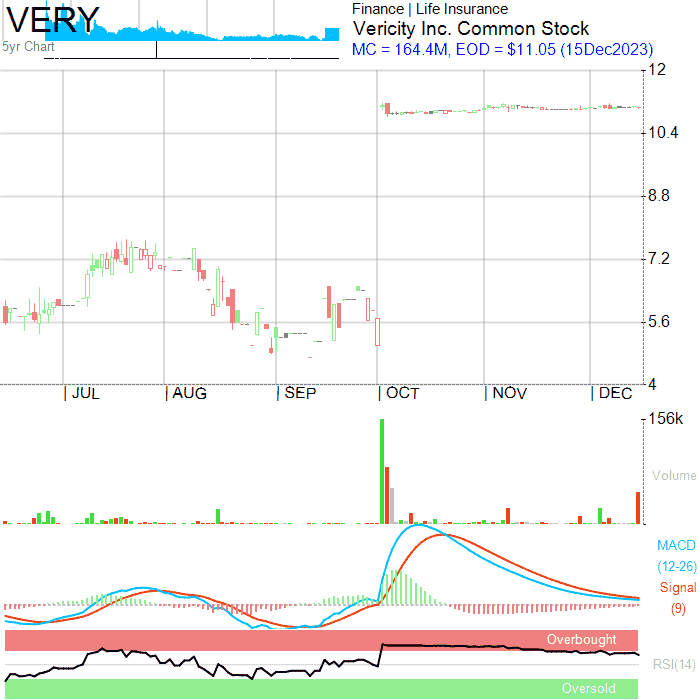 VERY
5yr Chart
Finance | Life Insurance
Vericity Inc. Common Stock
MC = 164.4M, EOD = $11.05 (15Dec2023)
12
10.4
8.8
7.2
5.6
4
JUL AUG SEP OCT NOV DEC
156k
Volume
MACD
(12-26)
Signal
(9)
Overbought
RSI(14)
Oversold